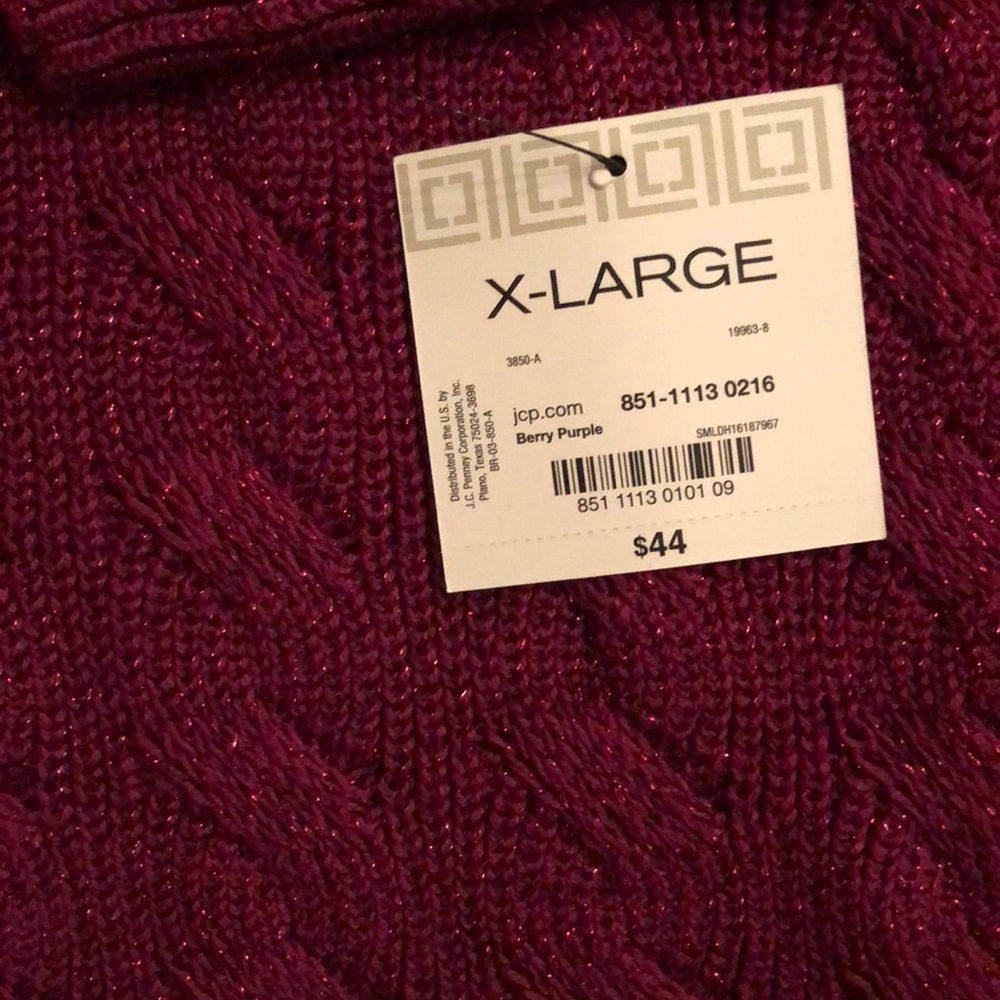 X-LARGE
19963-8
3850-A
851-1113 0216
jcp.com
Berry Purple
SMLDH16187967
851 1113 0101 09
$44
Distributed in the U.S. by
J.C. Penney Corporation, Inc.
Plano, Texas 75024-3698
BR-03-850-A